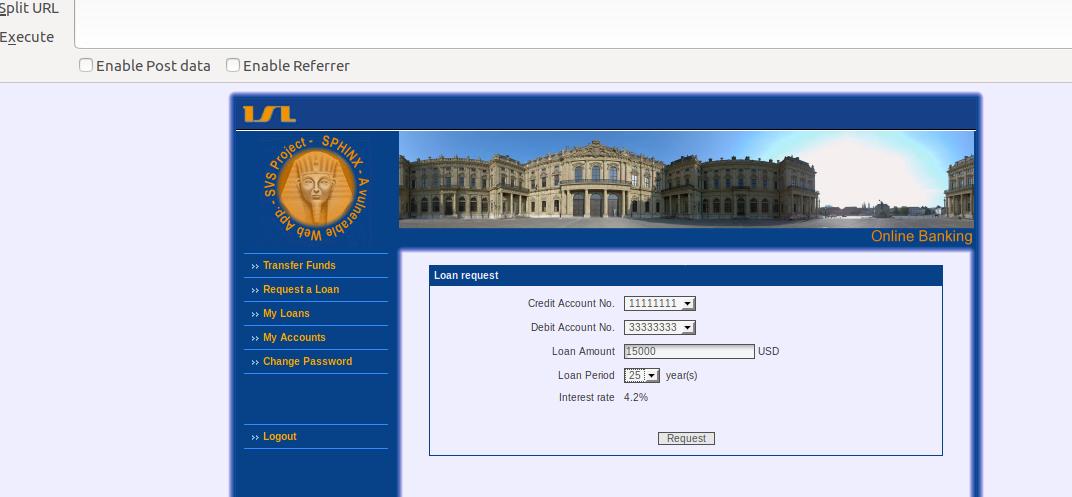 Split URL
Execute
Enable Post data Enable Referrer
ISL
SVS Project - SPHINX - A vulnerable Web App. -
Online Banking
Transfer Funds
Request a Loan
My Loans
My Accounts
Change Password
Logout
Loan request
Credit Account No. 11111111
Debit Account No. 33333333
Loan Amount 15000 USD
Loan Period 25 year(s)
Interest rate 4.2%
Request